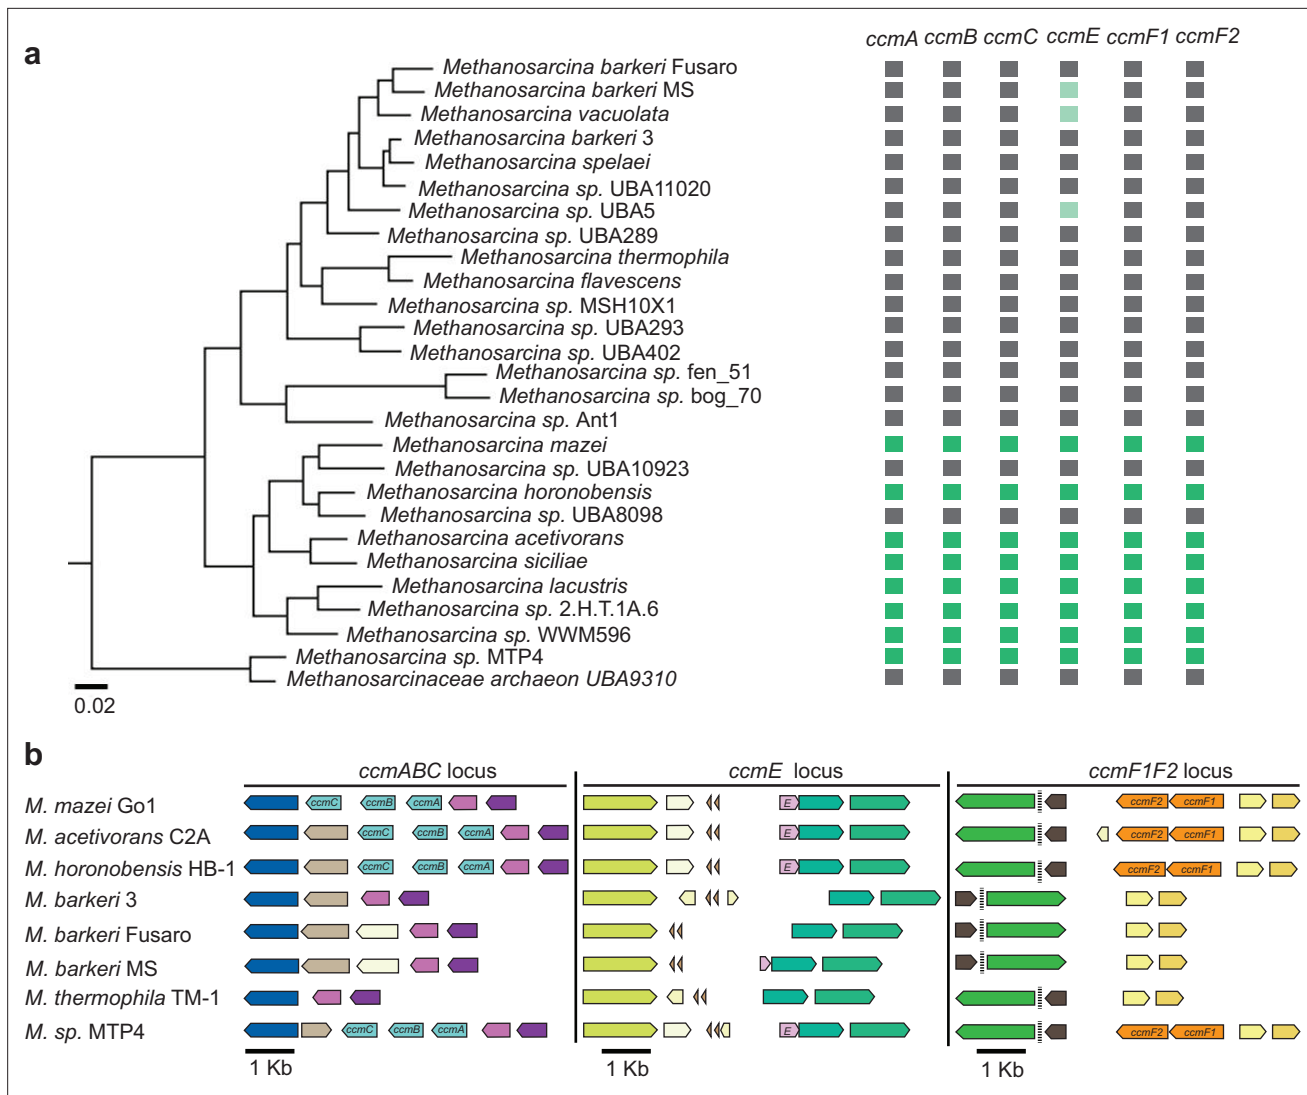 a
ccmA ccmB ccmC ccmE ccmF1 ccmF2
Methanosarcina barkeri Fusaro
Methanosarcina barkeri MS
Methanosarcina vacuolata
Methanosarcina barkeri 3
Methanosarcina spelaei
Methanosarcina sp. UBA11020
Methanosarcina sp. UBA5
Methanosarcina sp. UBA289
Methanosarcina thermophila
Methanosarcina flavescens
Methanosarcina sp. MSH10X1
Methanosarcina sp. UBA293
Methanosarcina sp. UBA402
Methanosarcina sp. fen_51
Methanosarcina sp. bog_70
Methanosarcina sp. Ant1
Methanosarcina mazei
Methanosarcina sp. UBA10923
Methanosarcina horonobensis
Methanosarcina sp. UBA8098
Methanosarcina acetivorans
Methanosarcina siciliae
Methanosarcina lacustris
Methanosarcina sp. 2.H.T.1A.6
Methanosarcina sp. WWM596
Methanosarcina sp. MTP4
Methanosarcinaceae archaeon UBA9310
0.02
b
ccmABC locus ccmE locus ccmF1F2 locus
M. mazei Go1 ccmC ccmB ccmA E ccmF2 ccmF1
M. acetivorans C2A ccmC ccmB ccmA E ccmF2 ccmF1
M. horonobensis HB-1 ccmC ccmB ccmA E ccmF2 ccmF1
M. barkeri 3
M. barkeri Fusaro
M. barkeri MS
M. thermophila TM-1
M. sp. MTP4 ccmC ccmB ccmA E ccmF2 ccmF1
1 Kb 1 Kb 1 Kb